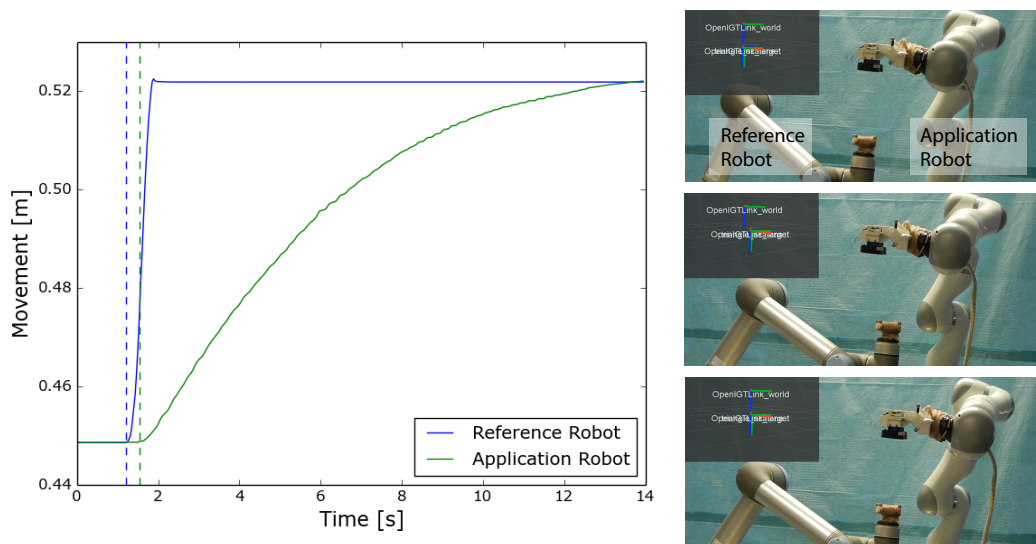 0.52
0.50
0.48
0.46
0.44
0
2
4
6
8
10
12
14
Movement [m]
Time [s]
Reference Robot
Application Robot
OpenIGTLink_world
Reference
Robot
Application
Robot
OpenIGTLink_world
OpenIGTLink_world